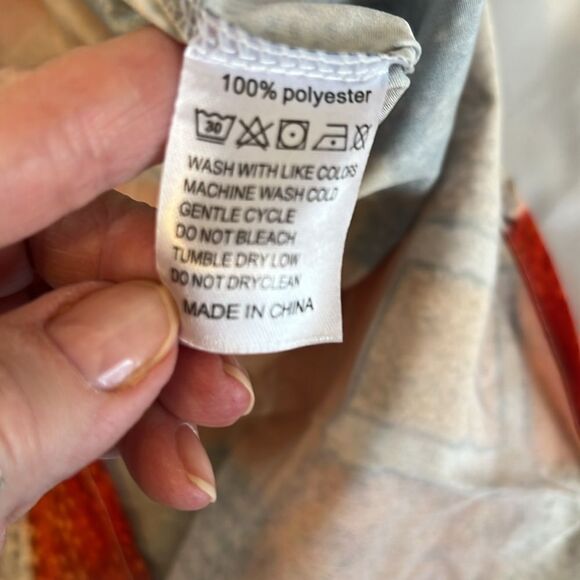 100% polyester
30
WASH WITH LIKE COLORS
MACHINE WASH COLD
GENTLE CYCLE
DO NOT BLEACH
TUMBLE DRY LOW
DO NOT DRYCLEAN
MADE IN CHINA